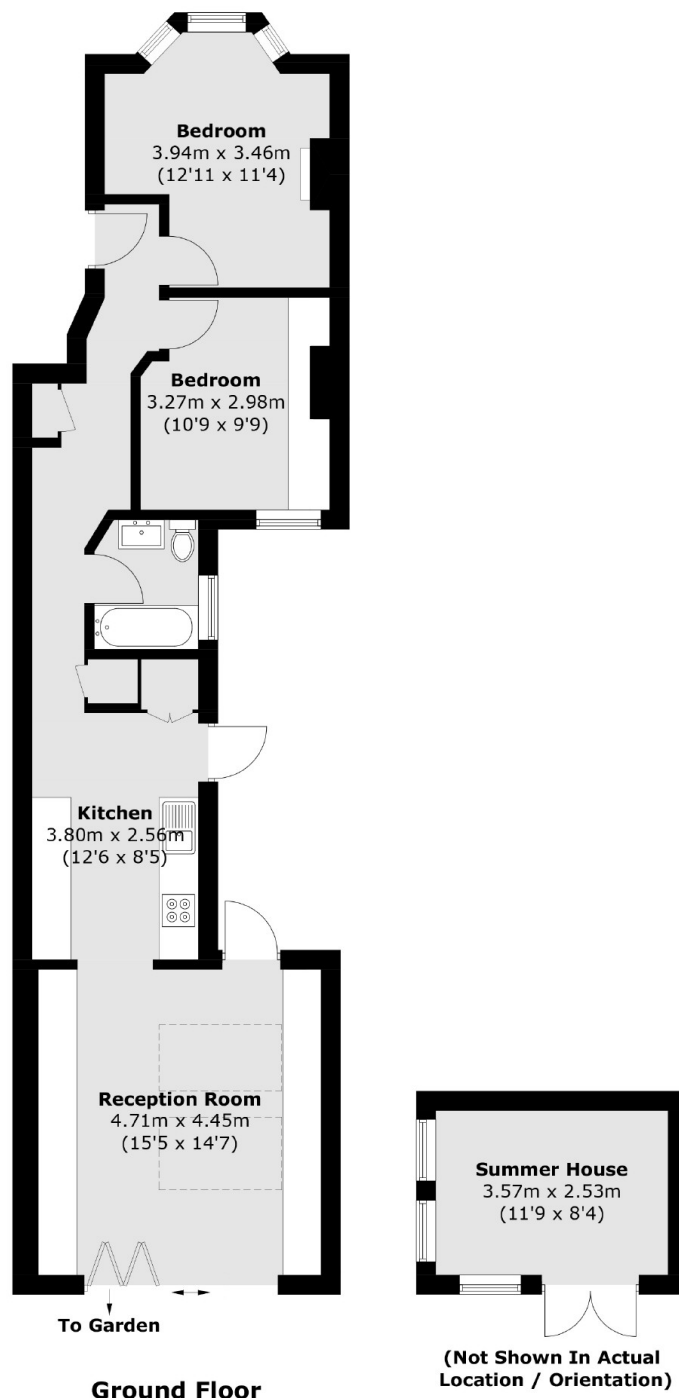 Bedroom
3.94m x 3.46m
(12'11 x 11'4)
Bedroom
3.27m x 2.98m
(10'9 x 9'9)
Kitchen
3.80m x 2.56m
(12'6 x 8'5)
Reception Room
4.71m x 4.45m
(15'5 x 14'7)
To Garden
Ground Floor
Summer House
3.57m x 2.53m
(11'9 x 8'4)
(Not Shown In Actual
Location / Orientation)